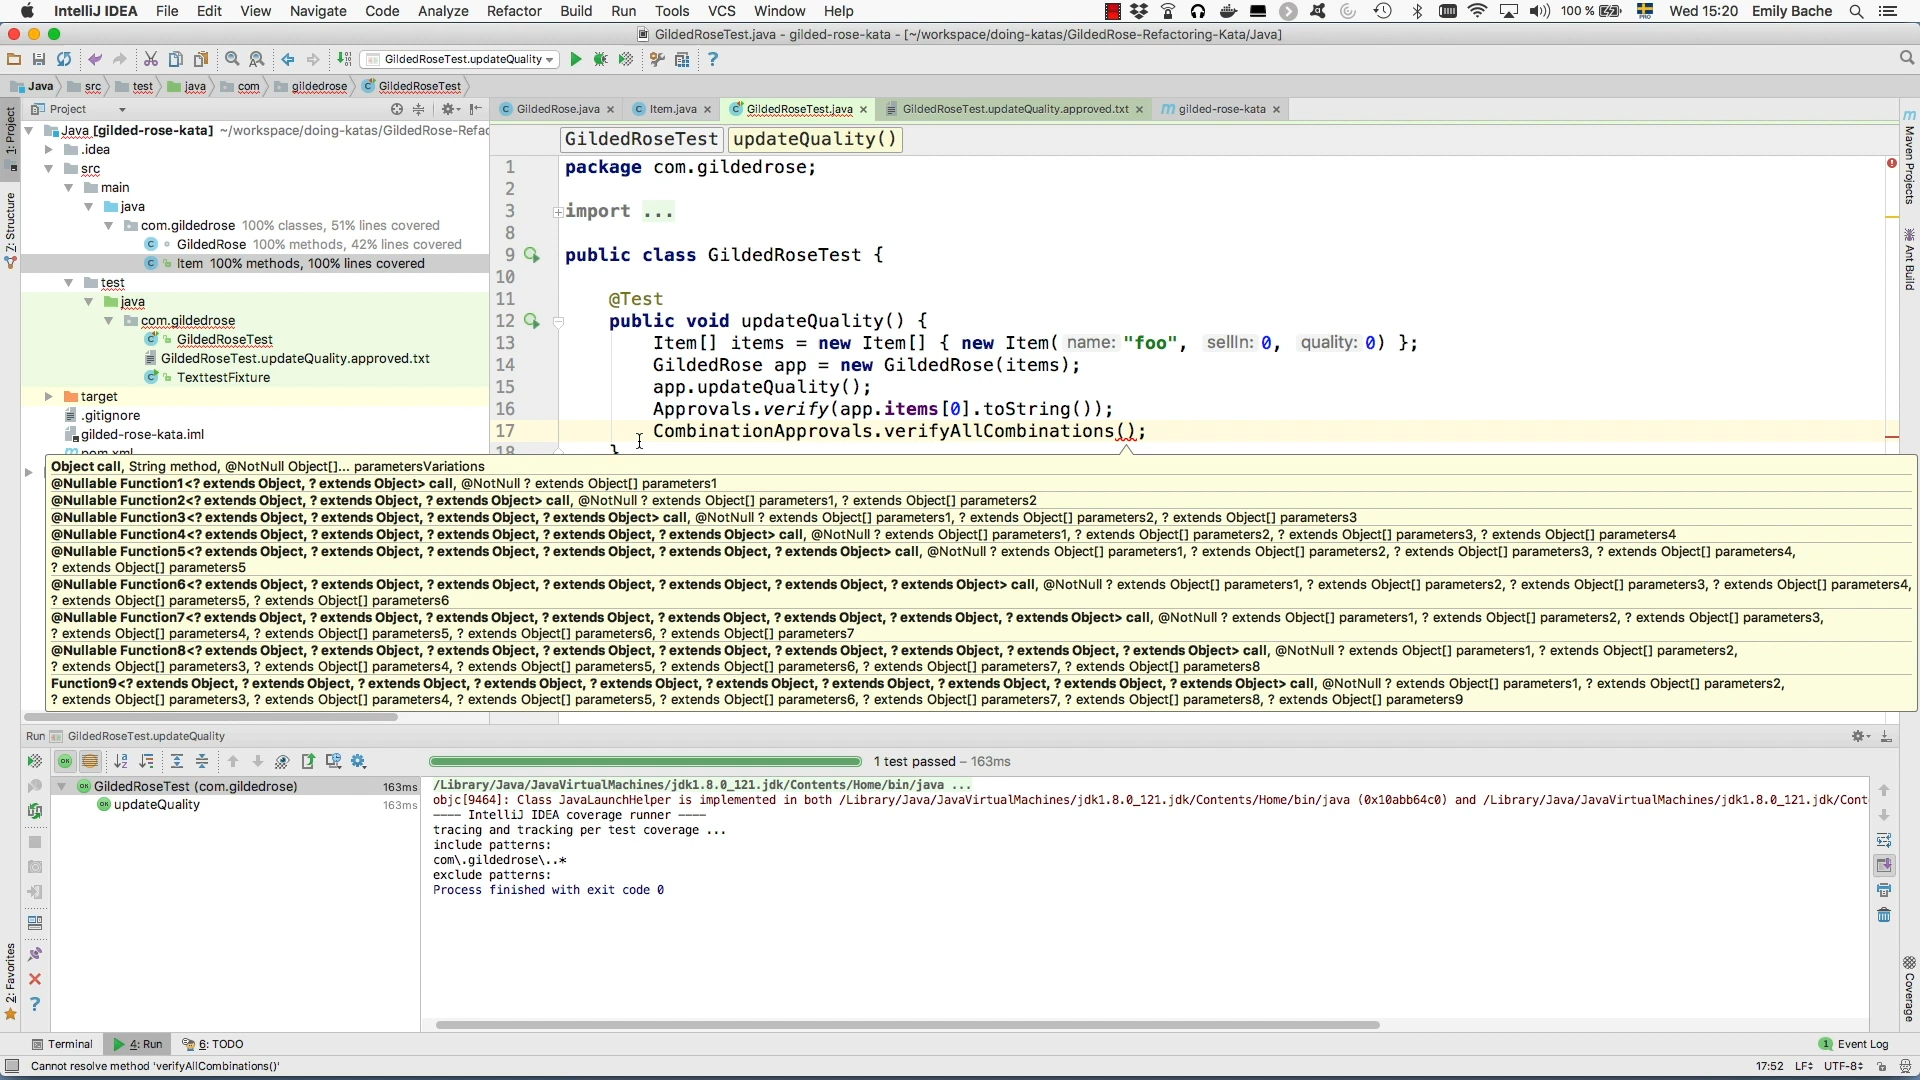 IntelliJ IDEA File Edit View Navigate Code Analyze Refactor Build Run Tools VCS Window Help 100 % Wed 15:20 Emily Bache
GildedRoseTest.java - gilded-rose-kata - [~/workspace/doing-katas/GildedRose-Refactoring-Kata/Java]
GildedRoseTest.updateQuality
Java src test java com gildedrose GildedRoseTest
Project GildedRose.java Item.java GildedRoseTest.java GildedRoseTest.updateQuality.approved.txt gilded-rose-kata
1: Project
Z: Structure
2: Favorites
Maven Projects
Ant Build
Coverage
Java [gilded-rose-kata] ~/workspace/doing-katas/GildedRose-Refac
.idea
src
main
java
com.gildedrose 100% classes, 51% lines covered
GildedRose 100% methods, 42% lines covered
Item 100% methods, 100% lines covered
test
java
com.gildedrose
GildedRoseTest
GildedRoseTest.updateQuality.approved.txt
TexttestFixture
target
.gitignore
gilded-rose-kata.iml
pom.xml
GildedRoseTest updateQuality()
1 package com.gildedrose;
2
3 import ...
8
9 public class GildedRoseTest {
10
11 @Test
12 public void updateQuality() {
13 Item[] items = new Item[] { new Item( name: "foo", sellIn: 0, quality: 0) };
14 GildedRose app = new GildedRose(items);
15 app.updateQuality();
16 Approvals.verify(app.items[0].toString());
17 CombinationApprovals.verifyAllCombinations();
18 }
Object call, String method, @NotNull Object[]... parametersVariations
@Nullable Function1<? extends Object, ? extends Object> call, @NotNull ? extends Object[] parameters1
@Nullable Function2<? extends Object, ? extends Object, ? extends Object> call, @NotNull ? extends Object[] parameters1, ? extends Object[] parameters2
@Nullable Function3<? extends Object, ? extends Object, ? extends Object, ? extends Object> call, @NotNull ? extends Object[] parameters1, ? extends Object[] parameters2, ? extends Object[] parameters3
@Nullable Function4<? extends Object, ? extends Object, ? extends Object, ? extends Object, ? extends Object> call, @NotNull ? extends Object[] parameters1, ? extends Object[] parameters2, ? extends Object[] parameters3, ? extends Object[] parameters4
@Nullable Function5<? extends Object, ? extends Object, ? extends Object, ? extends Object, ? extends Object, ? extends Object> call, @NotNull ? extends Object[] parameters1, ? extends Object[] parameters2, ? extends Object[] parameters3, ? extends Object[] parameters4,
? extends Object[] parameters5
@Nullable Function6<? extends Object, ? extends Object, ? extends Object, ? extends Object, ? extends Object, ? extends Object, ? extends Object> call, @NotNull ? extends Object[] parameters1, ? extends Object[] parameters2, ? extends Object[] parameters3, ? extends Object[] parameters4,
? extends Object[] parameters5, ? extends Object[] parameters6
@Nullable Function7<? extends Object, ? extends Object, ? extends Object, ? extends Object, ? extends Object, ? extends Object, ? extends Object, ? extends Object> call, @NotNull ? extends Object[] parameters1, ? extends Object[] parameters2, ? extends Object[] parameters3,
? extends Object[] parameters4, ? extends Object[] parameters5, ? extends Object[] parameters6, ? extends Object[] parameters7
@Nullable Function8<? extends Object, ? extends Object, ? extends Object, ? extends Object, ? extends Object, ? extends Object, ? extends Object, ? extends Object, ? extends Object> call, @NotNull ? extends Object[] parameters1, ? extends Object[] parameters2,
? extends Object[] parameters3, ? extends Object[] parameters4, ? extends Object[] parameters5, ? extends Object[] parameters6, ? extends Object[] parameters7, ? extends Object[] parameters8
Function9<? extends Object, ? extends Object, ? extends Object, ? extends Object, ? extends Object, ? extends Object, ? extends Object, ? extends Object, ? extends Object, ? extends Object> call, @NotNull ? extends Object[] parameters1, ? extends Object[] parameters2,
? extends Object[] parameters3, ? extends Object[] parameters4, ? extends Object[] parameters5, ? extends Object[] parameters6, ? extends Object[] parameters7, ? extends Object[] parameters8, ? extends Object[] parameters9
Run GildedRoseTest.updateQuality
1 test passed – 163ms
GildedRoseTest (com.gildedrose) 163ms
updateQuality 163ms
/Library/Java/JavaVirtualMachines/jdk1.8.0_121.jdk/Contents/Home/bin/java ...
objc[9464]: Class JavaLaunchHelper is implemented in both /Library/Java/JavaVirtualMachines/jdk1.8.0_121.jdk/Contents/Home/bin/java (0x10abb64c0) and /Library/Java/JavaVirtualMachines/jdk1.8.0_121.jdk/Cont
---- IntelliJ IDEA coverage runner ----
tracing and tracking per test coverage ...
include patterns:
com\.gildedrose\..*
exclude patterns:
Process finished with exit code 0
Terminal 4: Run 6: TODO 1 Event Log
Cannot resolve method 'verifyAllCombinations()' 17:52 LF UTF-8